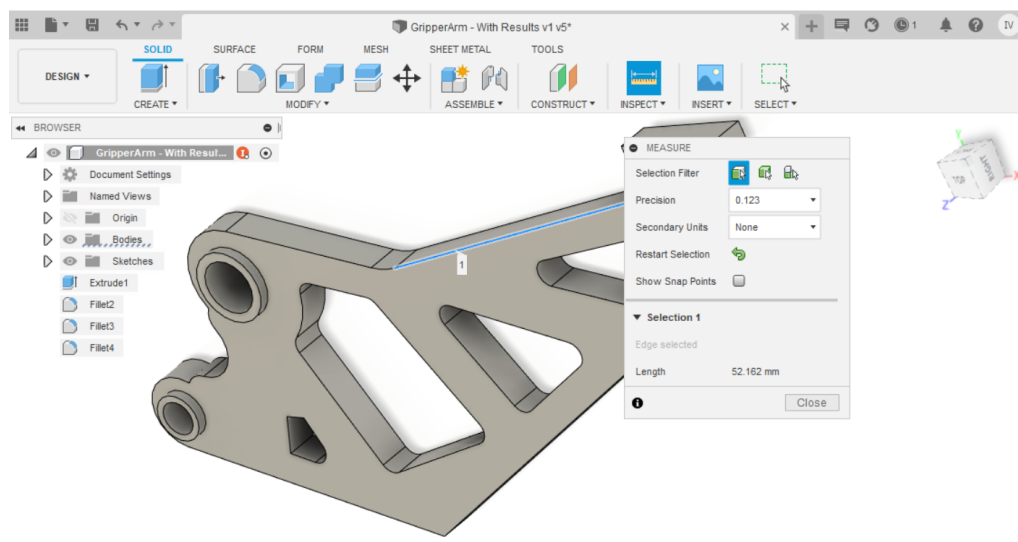 GripperArm - With Results v1 v5*
1
IV
DESIGN
SOLID
SURFACE
FORM
MESH
SHEET METAL
TOOLS
CREATE
MODIFY
ASSEMBLE
CONSTRUCT
INSPECT
INSERT
SELECT
BROWSER
GripperArm - With Resul...
Document Settings
Named Views
Origin
Bodies
Sketches
Extrude1
Fillet2
Fillet3
Fillet4
1
MEASURE
Selection Filter
Precision 0.123
Secondary Units None
Restart Selection
Show Snap Points
Selection 1
Edge selected
Length 52.162 mm
Close
Y
RIGHT
X
Z